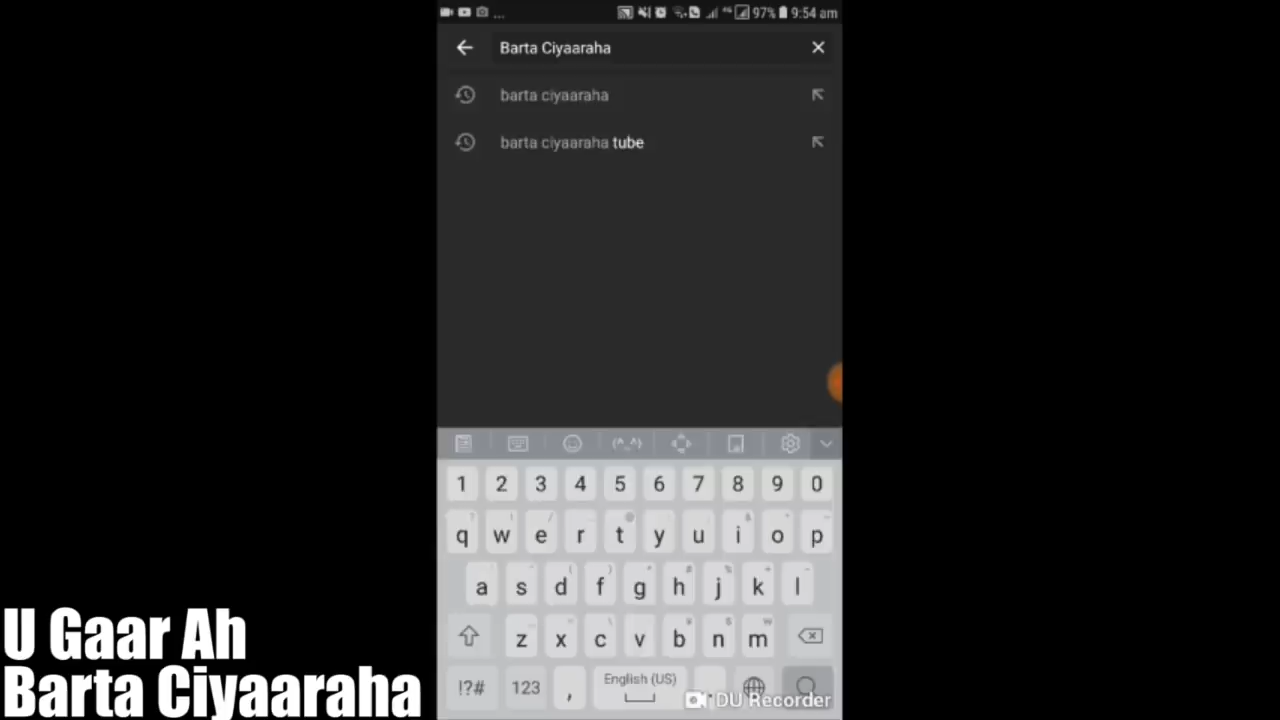 ... 97% 9:54 am
Barta Ciyaaraha
barta ciyaaraha
barta ciyaaraha tube
(^_^)
1 2 3 4 5 6 7 8 9 0
q w e r t y u i o p
a s d f g h j k l
z x c v b n m
!?# 123 , English (US) .
DU Recorder
U Gaar Ah
Barta Ciyaaraha